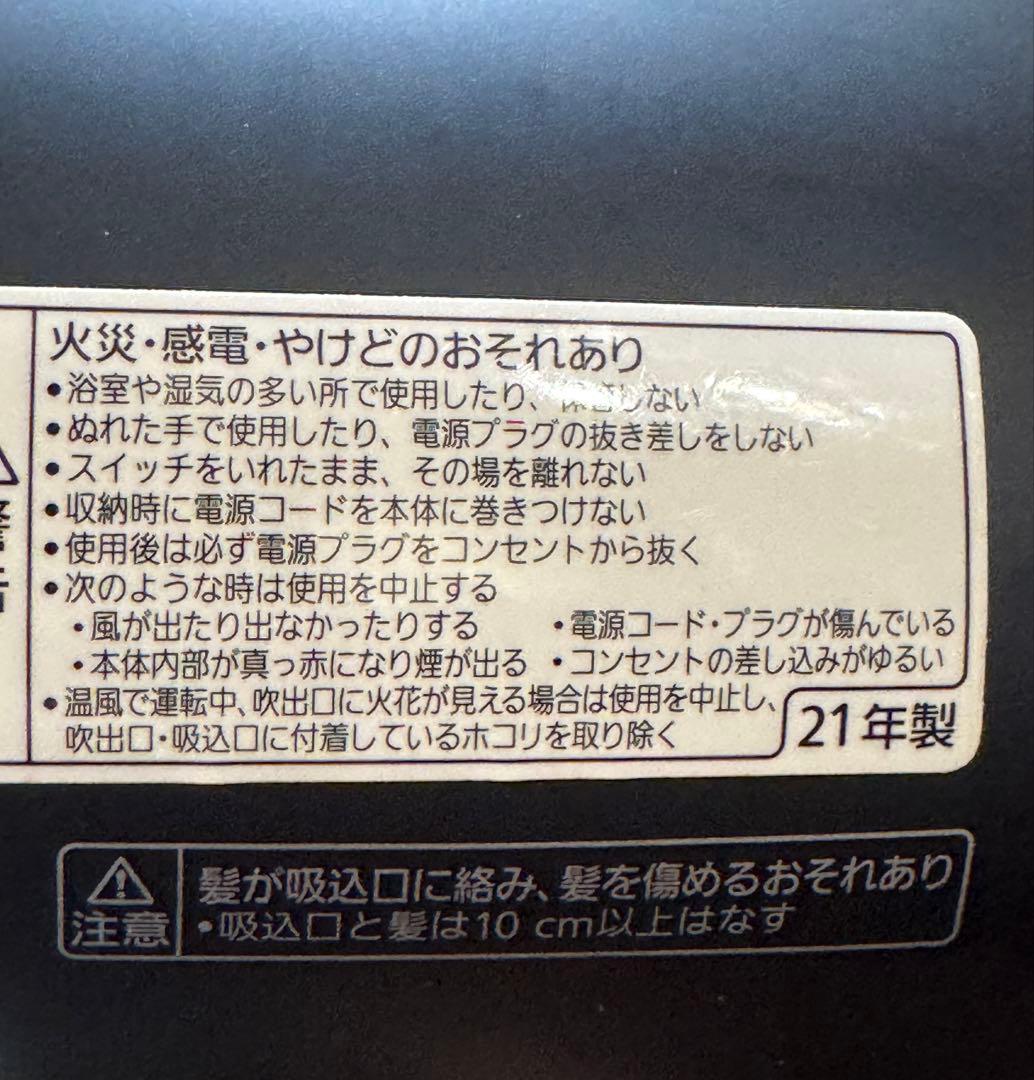 警告
火災・感電・やけどのおそれあり
•浴室や湿気の多い所で使用したり、保管しない
•ぬれた手で使用したり、電源プラグの抜き差しをしない
•スイッチをいれたまま、その場を離れない
•収納時に電源コードを本体に巻きつけない
•使用後は必ず電源プラグをコンセントから抜く
•次のような時は使用を中止する
・風が出たり出なかったりする ・電源コード・プラグが傷んでいる
・本体内部が真っ赤になり煙が出る ・コンセントの差し込みがゆるい
•温風で運転中、吹出口に火花が見える場合は使用を中止し、
吹出口・吸込口に付着しているホコリを取り除く
21年製
注意
髪が吸込口に絡み、髪を傷めるおそれあり
•吸込口と髪は10 cm以上はなす